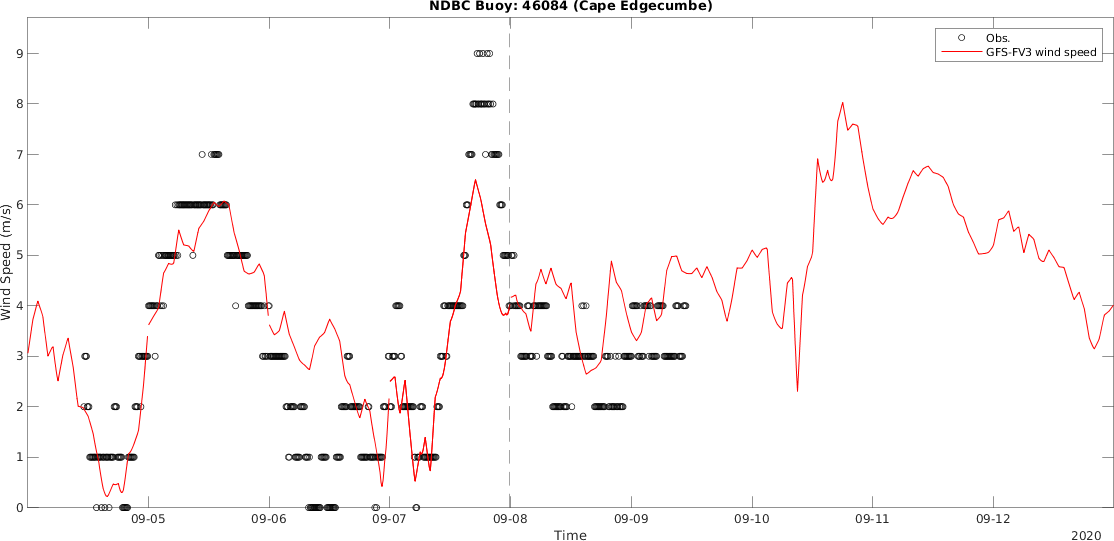 NDBC Buoy: 46084 (Cape Edgecumbe)
Obs.
GFS-FV3 wind speed
Wind Speed (m/s)
9
8
7
6
5
4
3
2
1
0
09-05 09-06 09-07 09-08 09-09 09-10 09-11 09-12
Time
2020